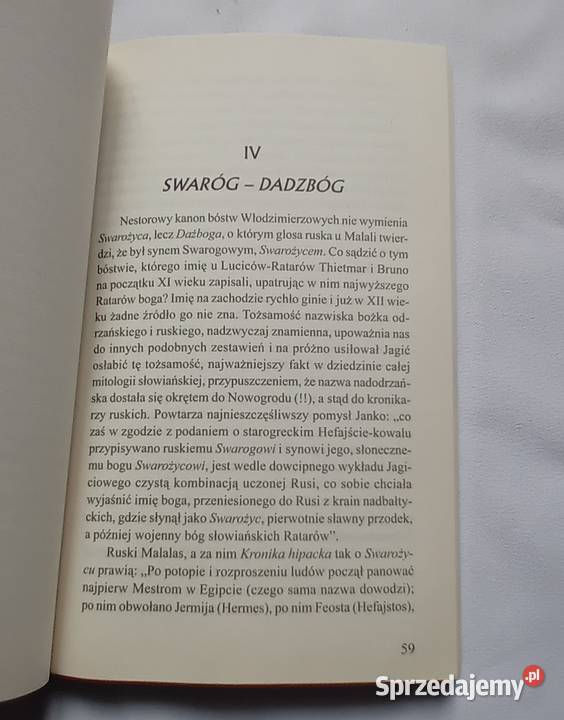 IV
SWARÓG – DADZBÓG
Nestorowy kanon bóstw Włodzimierzowych nie wymienia
Swarożyca, lecz Dażboga, o którym głosa ruska u Malali twier-
dzi, że był synem Swarogowym, Swarożycem. Co sądzić o tym
bóstwie, którego imię u Luciców-Ratarów Thietmar i Bruno
na początku XI wieku zapisali, upatrując w nim najwyższego
Ratarów boga? Imię na zachodzie rychło ginie i już w XII wie-
ku żadne źródło go nie zna. Tożsamość nazwiska bożka od-
rzańskiego i ruskiego, nadzwyczaj znamienna, upoważnia nas
do innych podobnych zestawień i na próżno usiłował Jagić
osłabić tę tożsamość, najważniejszy fakt w dziedzinie całej
mitologii słowiańskiej, przypuszczeniem, że nazwa nadodrzań-
ska dostała się okrętem do Nowogrodu (!!), a stąd do kronika-
rzy ruskich. Powtarza najnieszczęśliwszy pomysł Janko: „co
zaś w zgodzie z podaniem o starogreckim Hefajście-kowalu
przypisywano ruskiemu Swarogowi i synowi jego, słoneczne-
mu bogu Swarożycowi, jest wedle dowcipnego wykładu Jagi-
ciowego czystą kombinacją uczonej Rusi, co sobie chciała
wyjaśnić imię boga, przeniesionego do Rusi z krain nadbałty-
ckich, gdzie słynął jako Swarożyc, pierwotnie sławny przodek,
a później wojenny bóg słowiańskich Ratarów”.
Ruski Malalas, a za nim Kronika hipacka tak o Swaroży-
cu prawią: „Po potopie i rozproszeniu ludów począł panować
najpierw Mestrom w Egipcie (czego sama nazwa dowodzi);
po nim obwołano Jermija (Hermes), po nim Feosta (Hefajstos),
59
Sprzedajemy.pl